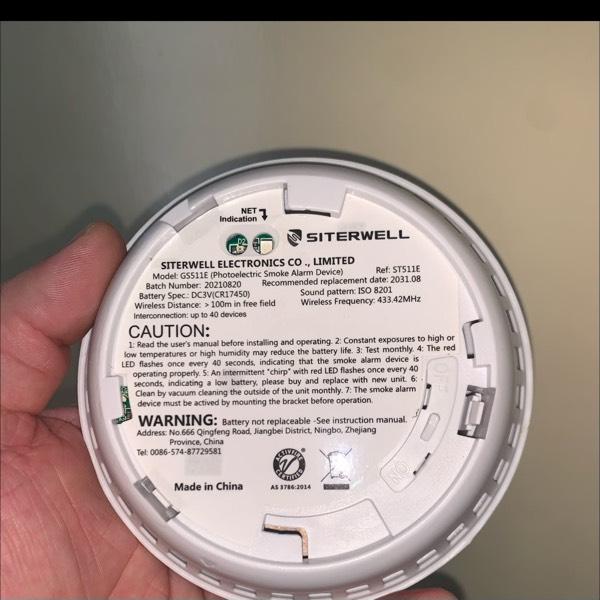 NET
Indication
SITERWELL
SITERWELL ELECTRONICS CO ., LIMITED
Model: GS511E (Photoelectric Smoke Alarm Device) Ref: ST511E
Batch Number: 20210820 Recommended replacement date: 2031.08
Battery Spec.: DC3V(CR17450) Sound pattern: ISO 8201
Wireless Distance: > 100m in free field Wireless Frequency: 433.42MHz
Interconnection: up to 40 devices
CAUTION:
1: Read the user's manual before installing and operating. 2: Constant exposures to high or
low temperatures or high humidity may reduce the battery life. 3: Test monthly. 4: The red
LED flashes once every 40 seconds, indicating that the smoke alarm device is
operating properly. 5: An intermittent "chirp" with red LED flashes once every 40
seconds, indicating a low battery, please buy and replace with new unit. 6:
Clean by vacuum cleaning the outside of the unit monthly. 7: The smoke alarm
device must be actived by mounting the bracket before operation.
OFF
WARNING: Battery not replaceable -See instruction manual.
Address: No.666 Qingfeng Road, Jiangbei District, Ningbo, Zhejiang
Province, China
Tel: 0086-574-87729581
ON
ACTIVFIRE
CERTIFIED
Made in China
AS 3786:2014